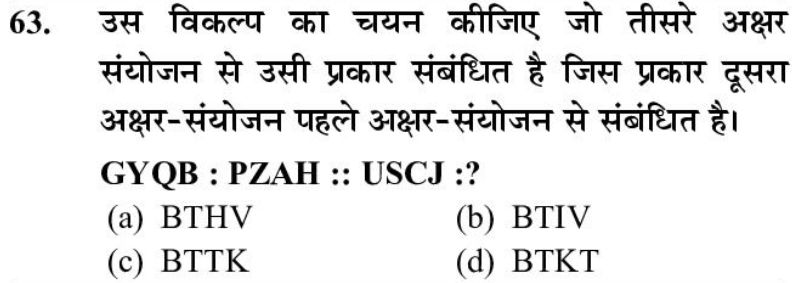 63. उस विकल्प का चयन कीजिए जो तीसरे अक्षर
संयोजन से उसी प्रकार संबंधित है जिस प्रकार दूसरा
अक्षर-संयोजन पहले अक्षर-संयोजन से संबंधित है।
GYQB : PZAH :: USCJ :?
(a) BTHV (b) BTIV
(c) BTTK (d) BTKT